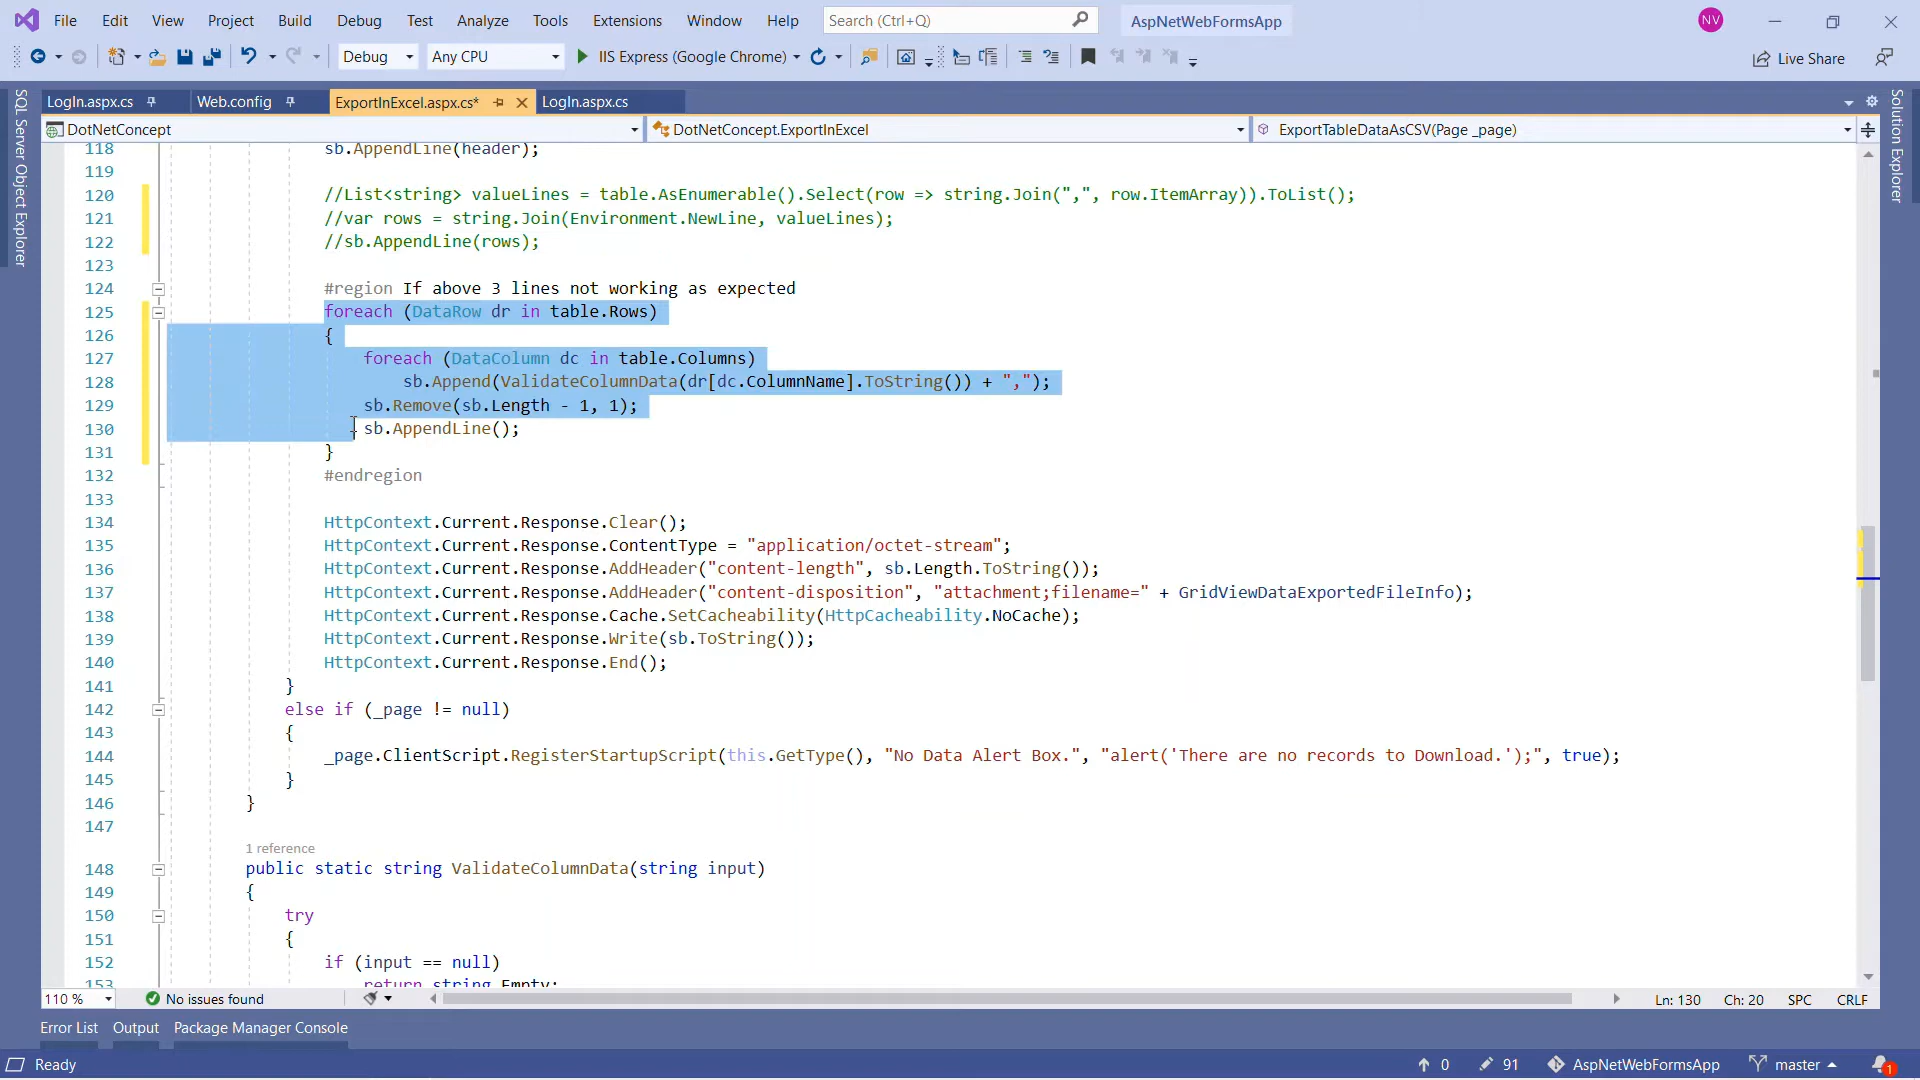 File Edit View Project Build Debug Test Analyze Tools Extensions Window Help Search (Ctrl+Q) AspNetWebFormsApp NV
Debug Any CPU IIS Express (Google Chrome) Live Share
SQL Server Object Explorer
Solution Explorer
LogIn.aspx.cs Web.config ExportInExcel.aspx.cs* LogIn.aspx.cs
DotNetConcept DotNetConcept.ExportInExcel ExportTableDataAsCSV(Page _page)
118 sb.AppendLine(header);
119
120 //List<string> valueLines = table.AsEnumerable().Select(row => string.Join(",", row.ItemArray)).ToList();
121 //var rows = string.Join(Environment.NewLine, valueLines);
122 //sb.AppendLine(rows);
123
124 #region If above 3 lines not working as expected
125 foreach (DataRow dr in table.Rows)
126 {
127 foreach (DataColumn dc in table.Columns)
128 sb.Append(ValidateColumnData(dr[dc.ColumnName].ToString()) + ",");
129 sb.Remove(sb.Length - 1, 1);
130 sb.AppendLine();
131 }
132 #endregion
133
134 HttpContext.Current.Response.Clear();
135 HttpContext.Current.Response.ContentType = "application/octet-stream";
136 HttpContext.Current.Response.AddHeader("content-length", sb.Length.ToString());
137 HttpContext.Current.Response.AddHeader("content-disposition", "attachment;filename=" + GridViewDataExportedFileInfo);
138 HttpContext.Current.Response.Cache.SetCacheability(HttpCacheability.NoCache);
139 HttpContext.Current.Response.Write(sb.ToString());
140 HttpContext.Current.Response.End();
141 }
142 else if (_page != null)
143 {
144 _page.ClientScript.RegisterStartupScript(this.GetType(), "No Data Alert Box.", "alert('There are no records to Download.');", true);
145 }
146 }
147
1 reference
148 public static string ValidateColumnData(string input)
149 {
150 try
151 {
152 if (input == null)
153 return string.Empty;
110 % No issues found Ln: 130 Ch: 20 SPC CRLF
Error List Output Package Manager Console
Ready 0 91 AspNetWebFormsApp master 1